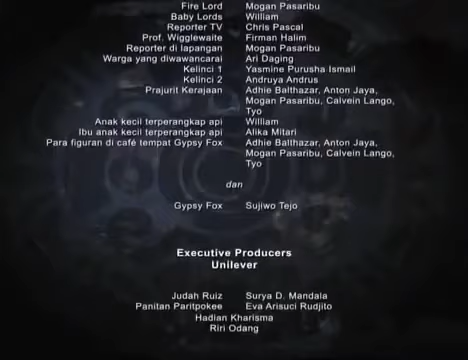 Fire Lord Mogan Pasaribu
Baby Lords William
Reporter TV Chris Pascal
Prof. Wigglewaite Firman Halim
Reporter di lapangan Mogan Pasaribu
Warga yang diwawancarai Ari Daging
Kelinci 1 Yasmine Purusha Ismail
Kelinci 2 Andruya Andrus
Prajurit Kerajaan Adhie Balthazar, Anton Jaya,
Mogan Pasaribu, Calvein Lango,
Tyo
Anak kecil terperangkap api William
Ibu anak kecil terperangkap api Alika Mitari
Para figuran di café tempat Gypsy Fox Adhie Balthazar, Anton Jaya,
Mogan Pasaribu, Calvein Lango,
Tyo
dan
Gypsy Fox Sujiwo Tejo
Executive Producers
Unilever
Judah Ruiz Surya D. Mandala
Panitan Paritpokee Eva Arisuci Rudjito
Hadian Kharisma
Riri Odang